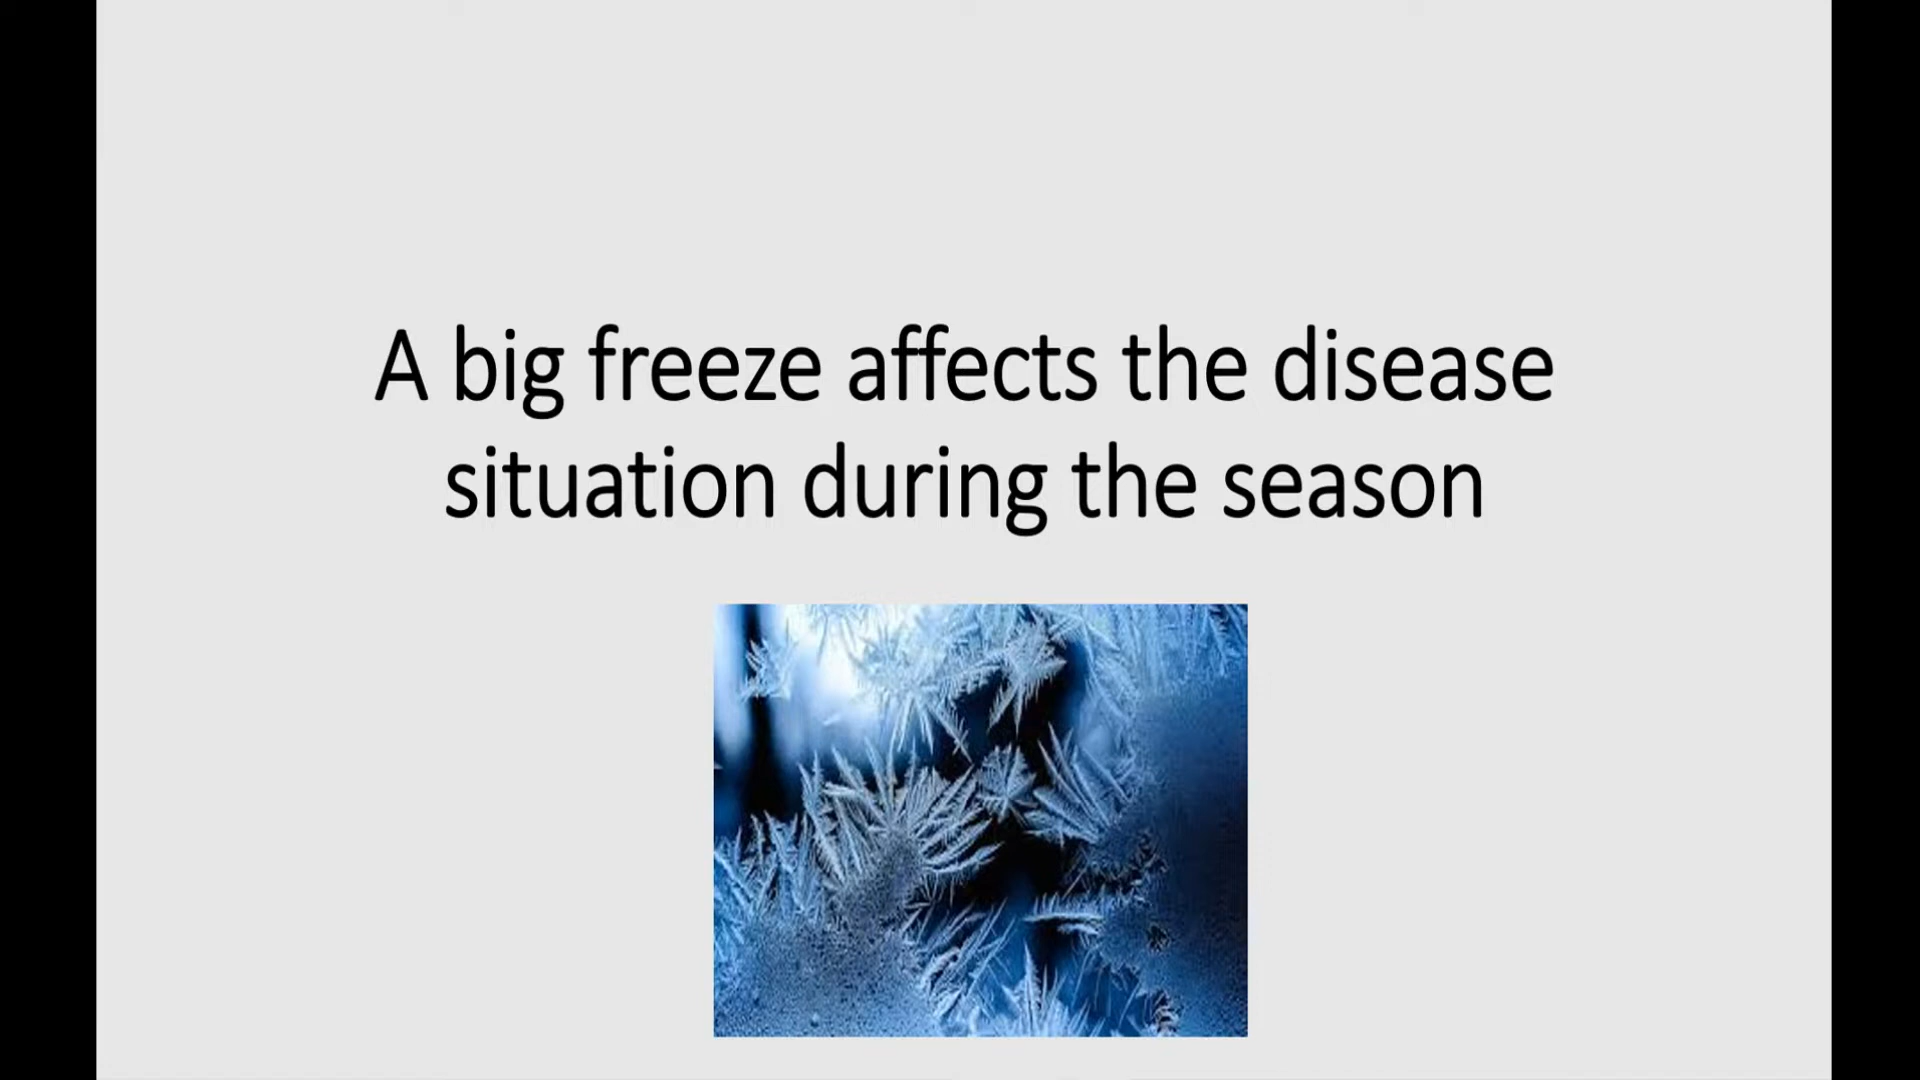 A big freeze affects the disease
situation during the season